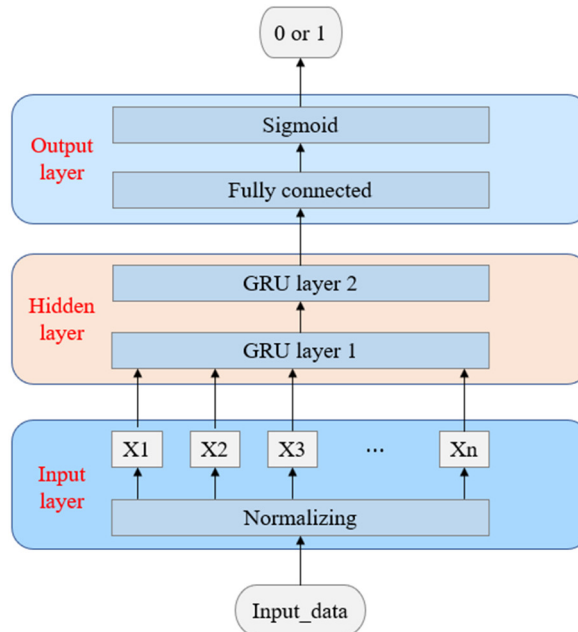 0 or 1
Sigmoid
Output
layer
Fully connected
GRU layer 2
Hidden
layer
GRU layer 1
X1 X2 X3 ... Xn
Input
layer
Normalizing
Input_data